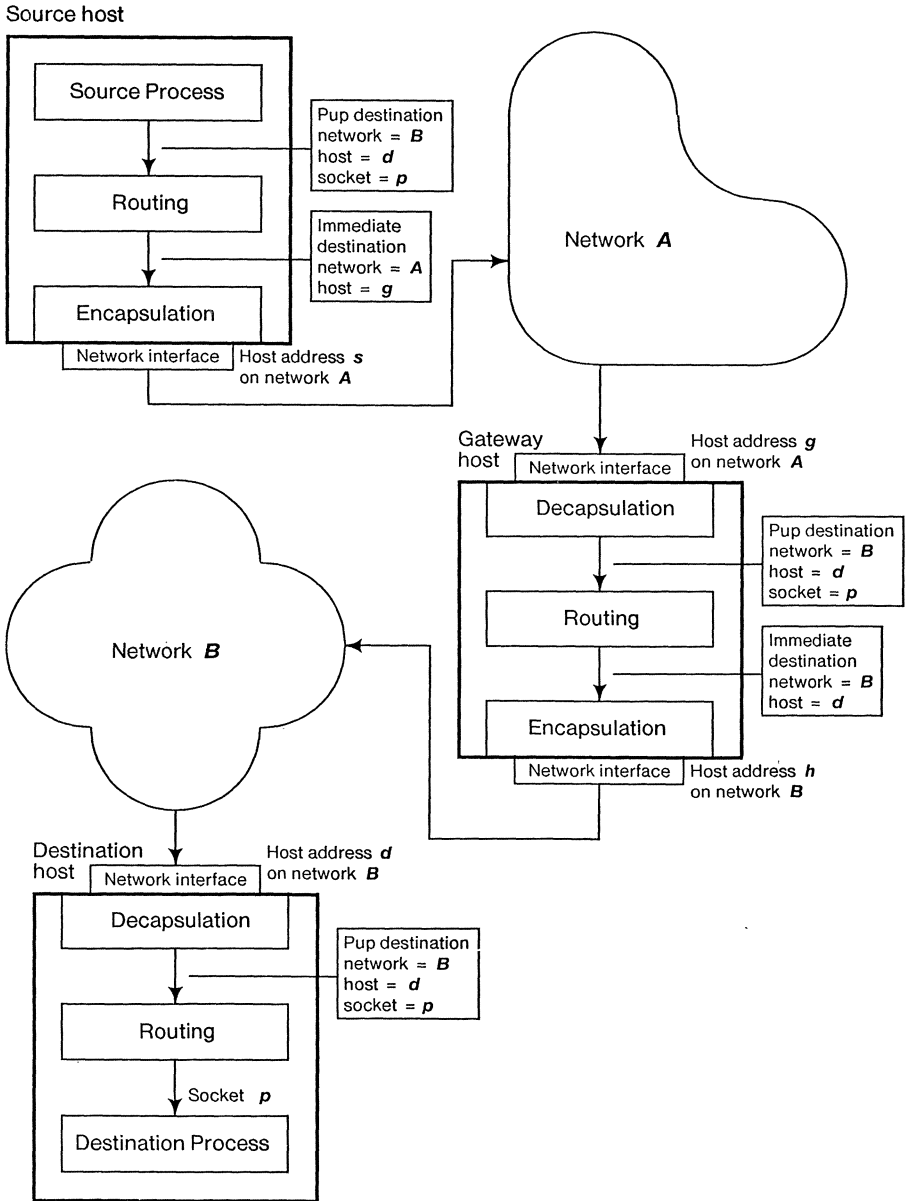 Source host
Source Process
Pup destination
network = B
host = d
socket = p
Routing
Immediate
destination
network = A
host = g
Encapsulation
Network interface
Host address s
on network A
Network A
Gateway
host
Host address g
on network A
Network interface
Decapsulation
Pup destination
network = B
host = d
socket = p
Routing
Immediate
destination
network = B
host = d
Encapsulation
Network interface
Host address h
on network B
Network B
Destination
host
Host address d
on network B
Network interface
Decapsulation
Pup destination
network = B
host = d
socket = p
Routing
Socket p
Destination Process